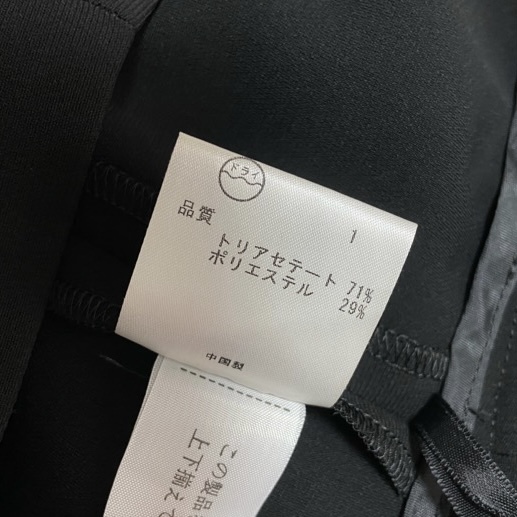 ドライ
品質
1
トリアセテート 71%
ポリエステル 29%
中国製
この製品
上下揃えて